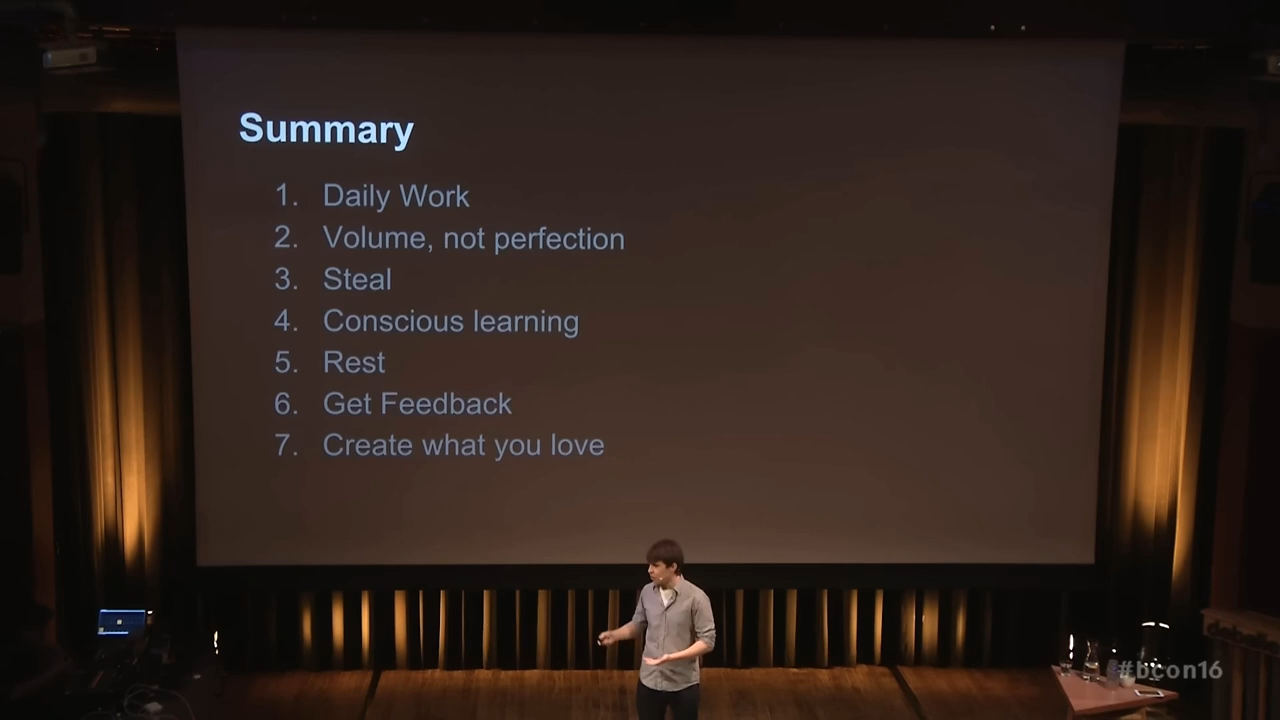 Summary
1. Daily Work
2. Volume, not perfection
3. Steal
4. Conscious learning
5. Rest
6. Get Feedback
7. Create what you love
#bcon16